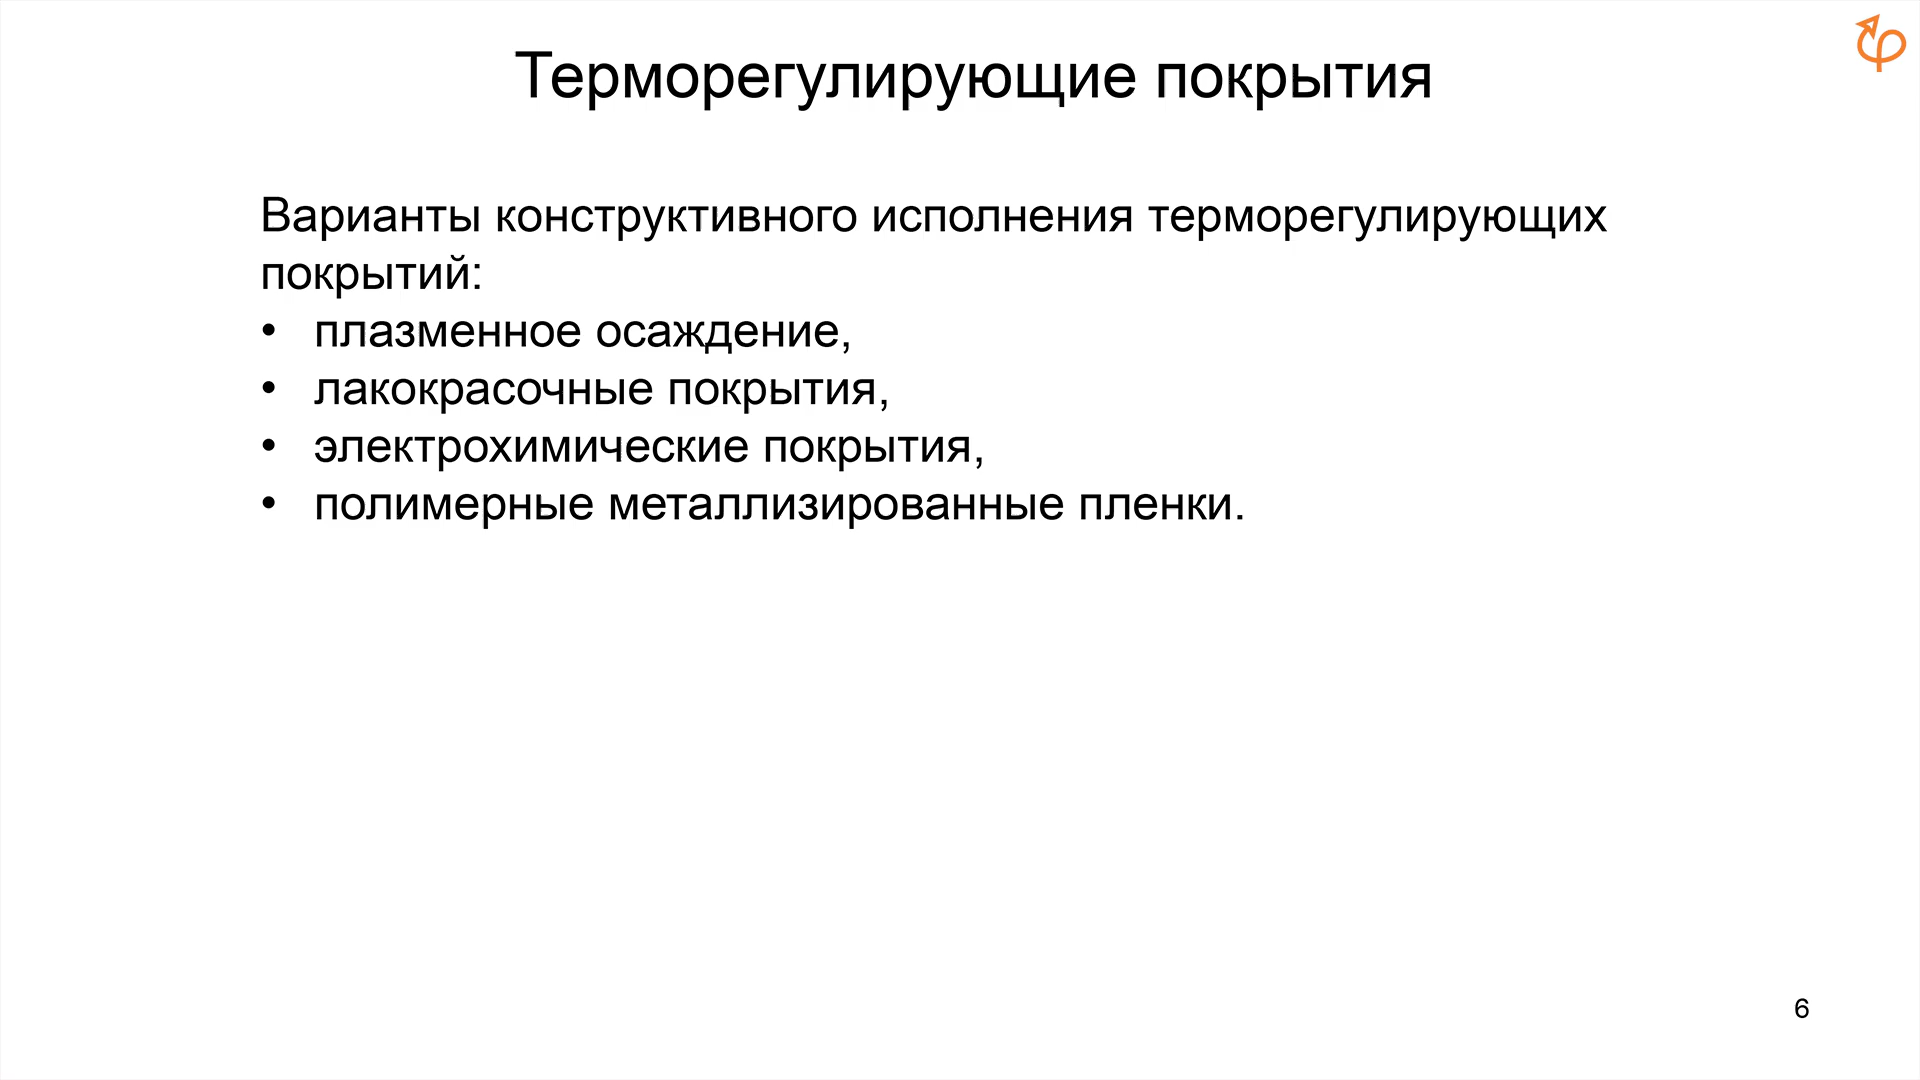 Терморегулирующие покрытия
Варианты конструктивного исполнения терморегулирующих
покрытий:
• плазменное осаждение,
• лакокрасочные покрытия,
• электрохимические покрытия,
• полимерные металлизированные пленки.
6